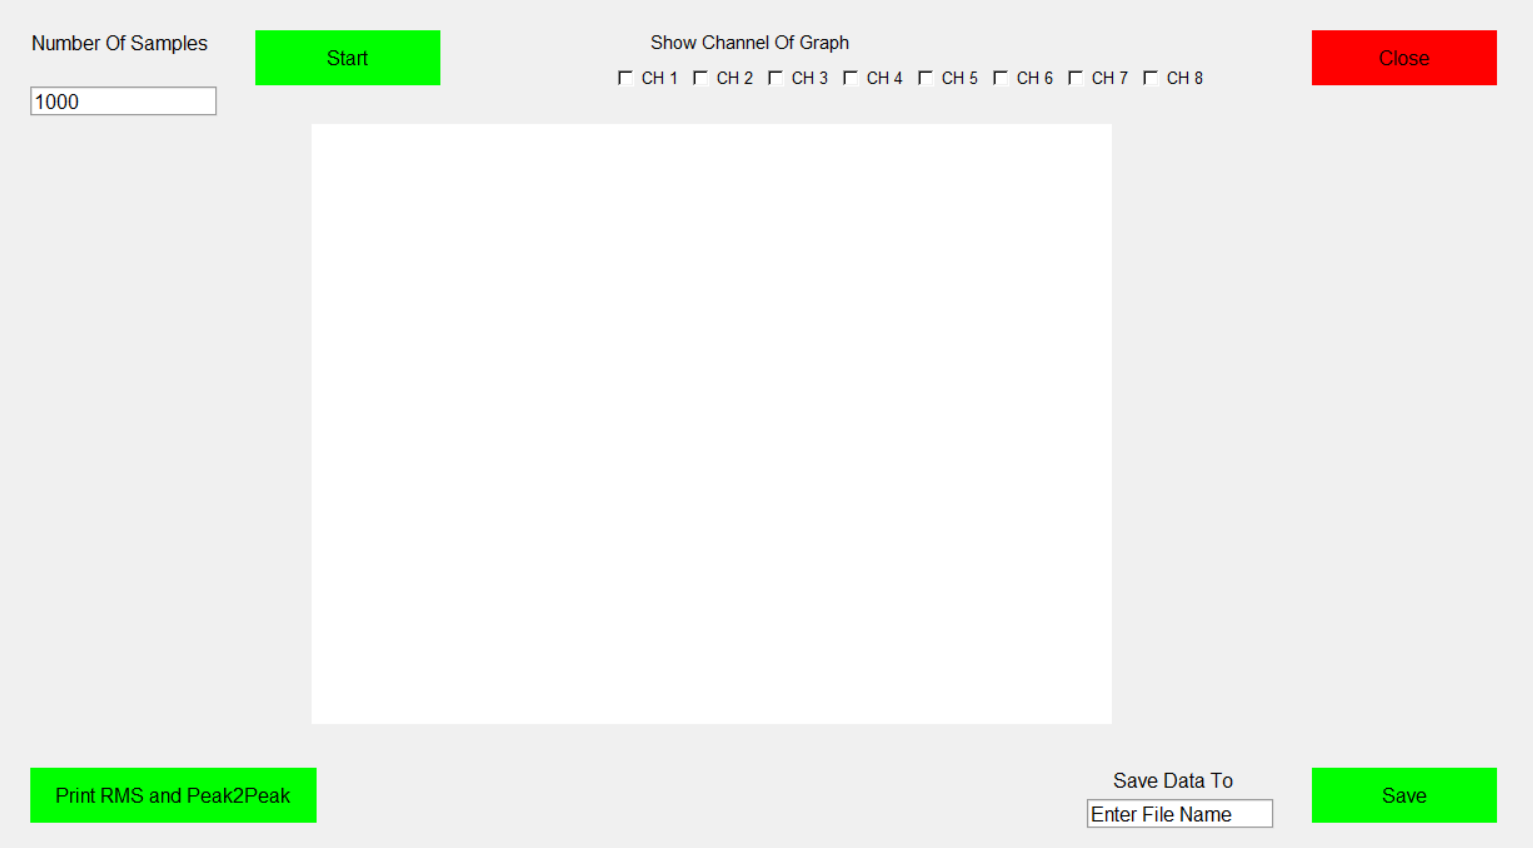 Number Of Samples
Start
Show Channel Of Graph
Close
CH 1 CH 2 CH 3 CH 4 CH 5 CH 6 CH 7 CH 8
1000
Print RMS and Peak2Peak
Save Data To
Save
Enter File Name